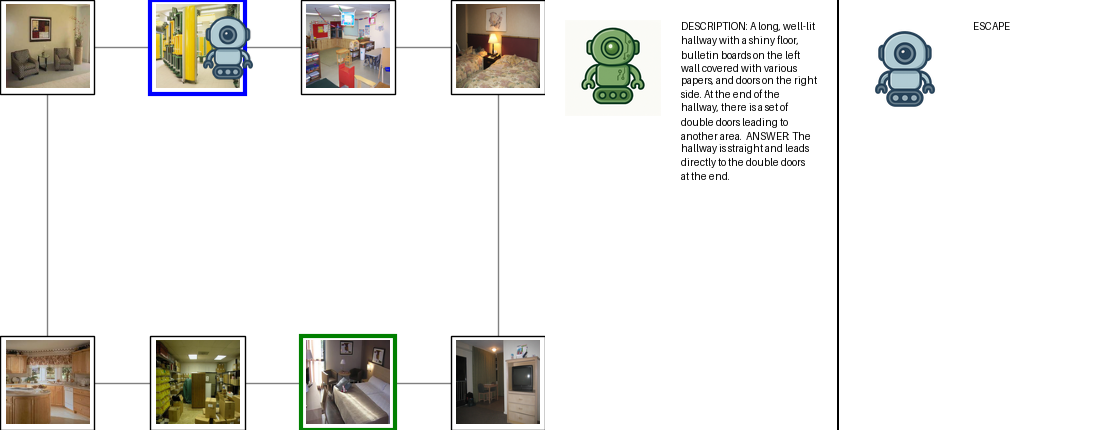 DESCRIPTION: A long, well-lit
hallway with a shiny floor,
bulletin boards on the left
wall covered with various
papers, and doors on the right
side. At the end of the
hallway, there is a set of
double doors leading to
another area. ANSWER: The
hallway is straight and leads
directly to the double doors
at the end.
ESCAPE